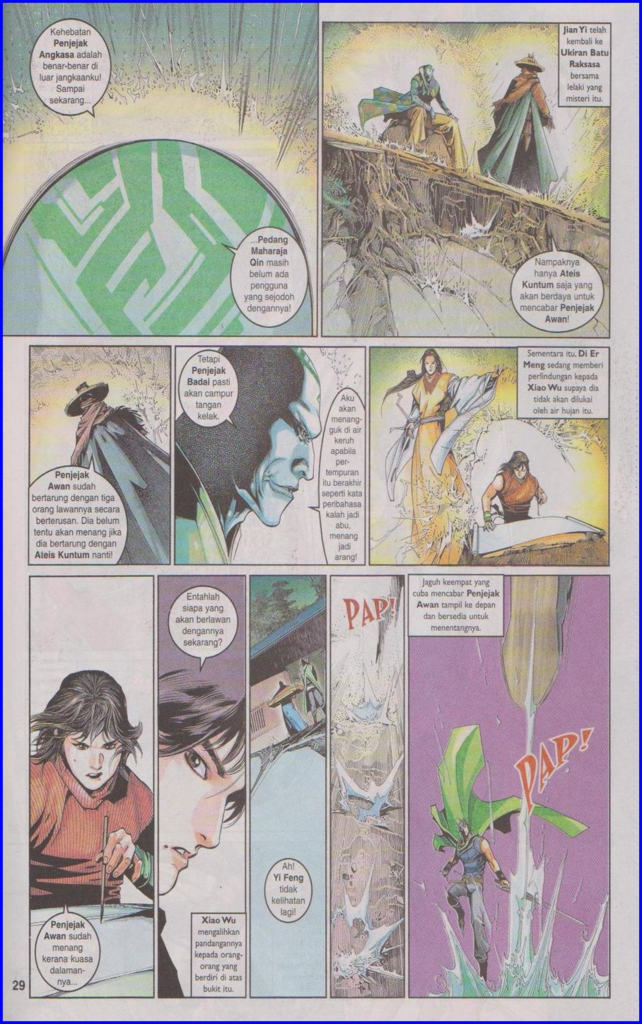 Kehebatan
Penjejak
Angkasa adalah
benar-benar di
luar jangkaanku!
Sampai
sekarang...
...Pedang
Maharaja
Qin masih
belum ada
pengguna
yang sejodoh
dengannya!
Jian Yi telah
kembali ke
Ukiran Batu
Raksasa
bersama
lelaki yang
misteri itu.
Nampaknya
hanya Ateis
Kuntum saja yang
akan berdaya untuk
mencabar Penjejak
Awan!
Penjejak
Awan sudah
bertarung dengan tiga
orang lawannya secara
berterusan. Dia belum
tentu akan menang jika
dia bertarung dengan
Ateis Kuntum nanti!
Tetapi
Penjejak
Badai pasti
akan campur
tangan
kelak.
Aku
akan
menang-
guk di air
keruh
apabila
per-
tempuran
itu berakhir
seperti kata
peribahasa
kalah jadi
abu,
menang
jadi
arang!
Sementara itu, Di Er
Meng sedang memberi
perlindungan kepada
Xiao Wu supaya dia
tidak akan dilukai
oleh air hujan itu.
Penjejak
Awan sudah
menang
kerana kuasa
dalaman-
nya...
Entahlah
siapa yang
akan berlawan
dengannya
sekarang?
Xiao Wu
mengalihkan
pandangannya
kepada orang-
orang yang
berdiri di atas
bukit itu.
Ah!
Yi Feng
tidak
kelihatan
lagi!
PAP!
Jaguh keempat yang
cuba mencabar Penjejak
Awan tampil ke depan
dan bersedia untuk
menentangnya.
PAP!
29